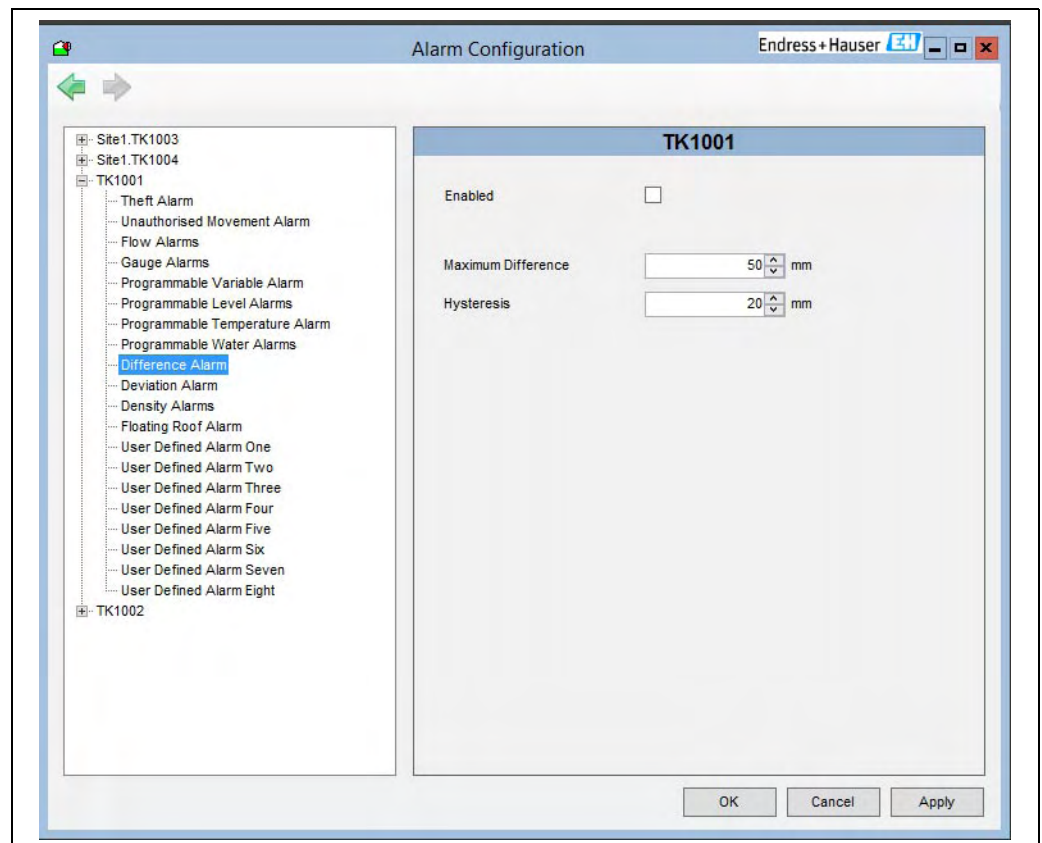 Alarm Configuration
Endress+Hauser EH
Site1.TK1003
Site1.TK1004
TK1001
Theft Alarm
Unauthorised Movement Alarm
Flow Alarms
Gauge Alarms
Programmable Variable Alarm
Programmable Level Alarms
Programmable Temperature Alarm
Programmable Water Alarms
Difference Alarm
Deviation Alarm
Density Alarms
Floating Roof Alarm
User Defined Alarm One
User Defined Alarm Two
User Defined Alarm Three
User Defined Alarm Four
User Defined Alarm Five
User Defined Alarm Six
User Defined Alarm Seven
User Defined Alarm Eight
TK1002
TK1001
Enabled
Maximum Difference 50 mm
Hysteresis 20 mm
OK Cancel Apply